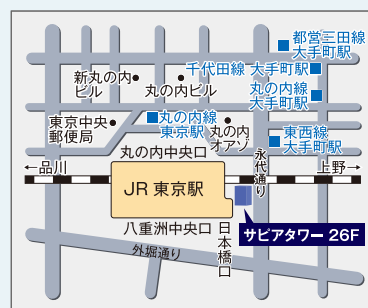 都営三田線
大手町駅
千代田線 大手町駅
新丸の内
ビル
丸の内ビル
丸の内線
大手町駅
東京中央
郵便局
丸の内線
東京駅
丸の内
オアゾ
東西線
大手町駅
丸の内中央口
永代通り
←品川
上野→
JR 東京駅
サピアタワー 26F
八重洲中央口
日本橋口
外堀通り